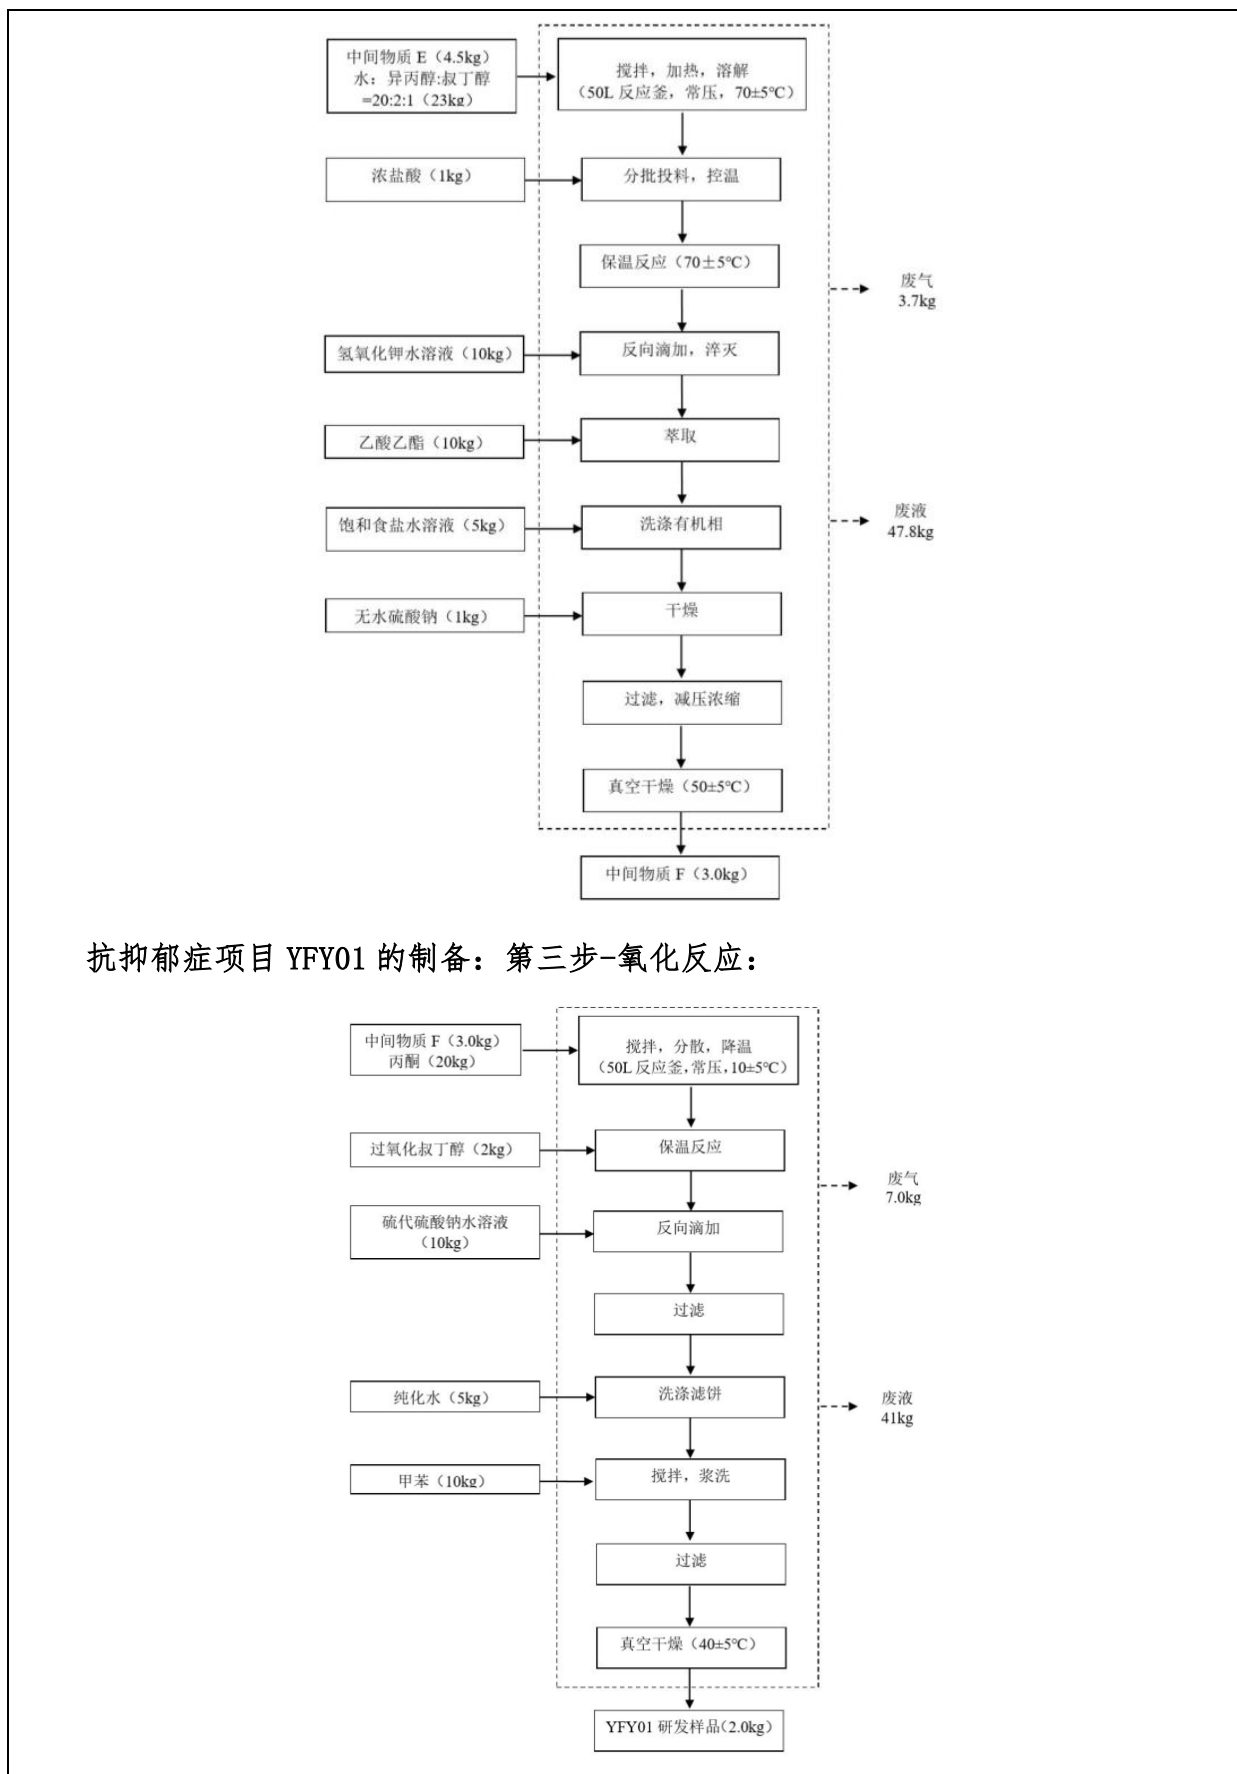 中间物质 E（4.5kg）
水：异丙醇:叔丁醇
=20:2:1（23kg）
搅拌，加热，溶解
（50L 反应釜，常压，70±5℃）
浓盐酸（1kg）
分批投料，控温
保温反应（70±5℃）
废气
3.7kg
氢氧化钾水溶液（10kg）
反向滴加，淬灭
乙酸乙酯（10kg）
萃取
饱和食盐水溶液（5kg）
洗涤有机相
废液
47.8kg
无水硫酸钠（1kg）
干燥
过滤，减压浓缩
真空干燥（50±5℃）
中间物质 F（3.0kg）
抗抑郁症项目 YFY01 的制备：第三步-氧化反应：
中间物质 F（3.0kg）
丙酮（20kg）
搅拌，分散，降温
（50L 反应釜,常压,10±5℃）
过氧化叔丁醇（2kg）
保温反应
废气
7.0kg
硫代硫酸钠水溶液
（10kg）
反向滴加
过滤
纯化水（5kg）
洗涤滤饼
废液
41kg
甲苯（10kg）
搅拌，浆洗
过滤
真空干燥（40±5℃）
YFY01 研发样品（2.0kg）